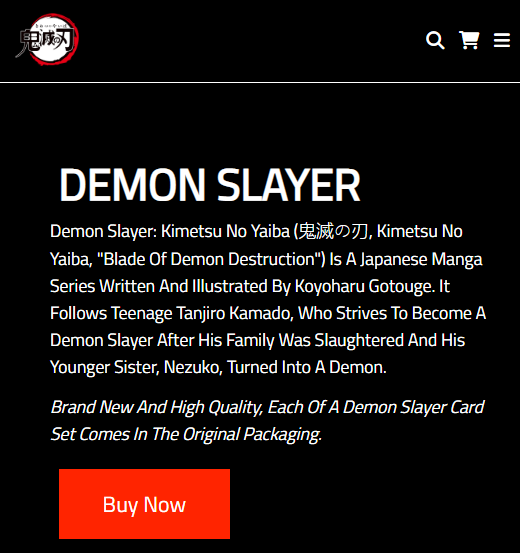 鬼滅の刃
DEMON SLAYER
Demon Slayer: Kimetsu No Yaiba (鬼滅の刃, Kimetsu No
Yaiba, "Blade Of Demon Destruction") Is A Japanese Manga
Series Written And Illustrated By Koyoharu Gotouge. It
Follows Teenage Tanjiro Kamado, Who Strives To Become A
Demon Slayer After His Family Was Slaughtered And His
Younger Sister, Nezuko, Turned Into A Demon.
Brand New And High Quality, Each Of A Demon Slayer Card
Set Comes In The Original Packaging.
Buy Now